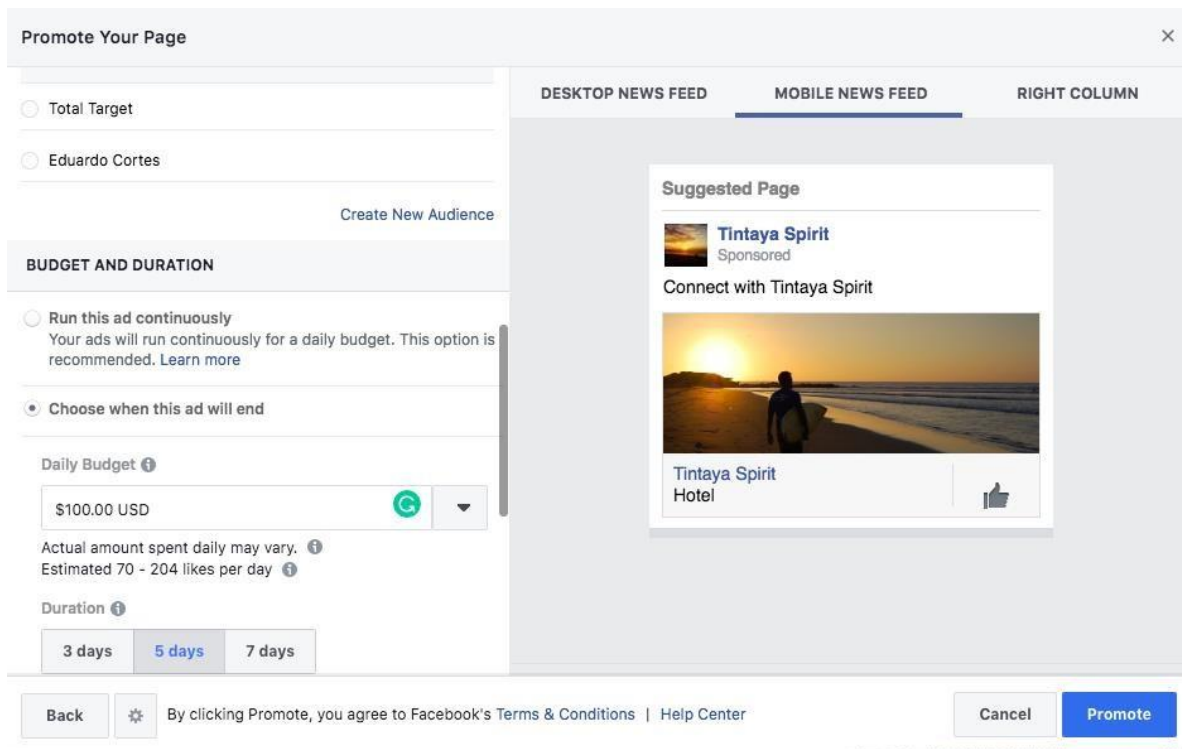 Promote Your Page
Total Target
Eduardo Cortes
Create New Audience
BUDGET AND DURATION
Run this ad continuously
Your ads will run continuously for a daily budget. This option is
recommended. Learn more
Choose when this ad will end
Daily Budget
$100.00 USD
Actual amount spent daily may vary.
Estimated 70 - 204 likes per day
Duration
3 days 5 days 7 days
DESKTOP NEWS FEED MOBILE NEWS FEED RIGHT COLUMN
Suggested Page
Tintaya Spirit
Sponsored
Connect with Tintaya Spirit
Tintaya Spirit
Hotel
Back By clicking Promote, you agree to Facebook's Terms & Conditions | Help Center Cancel Promote